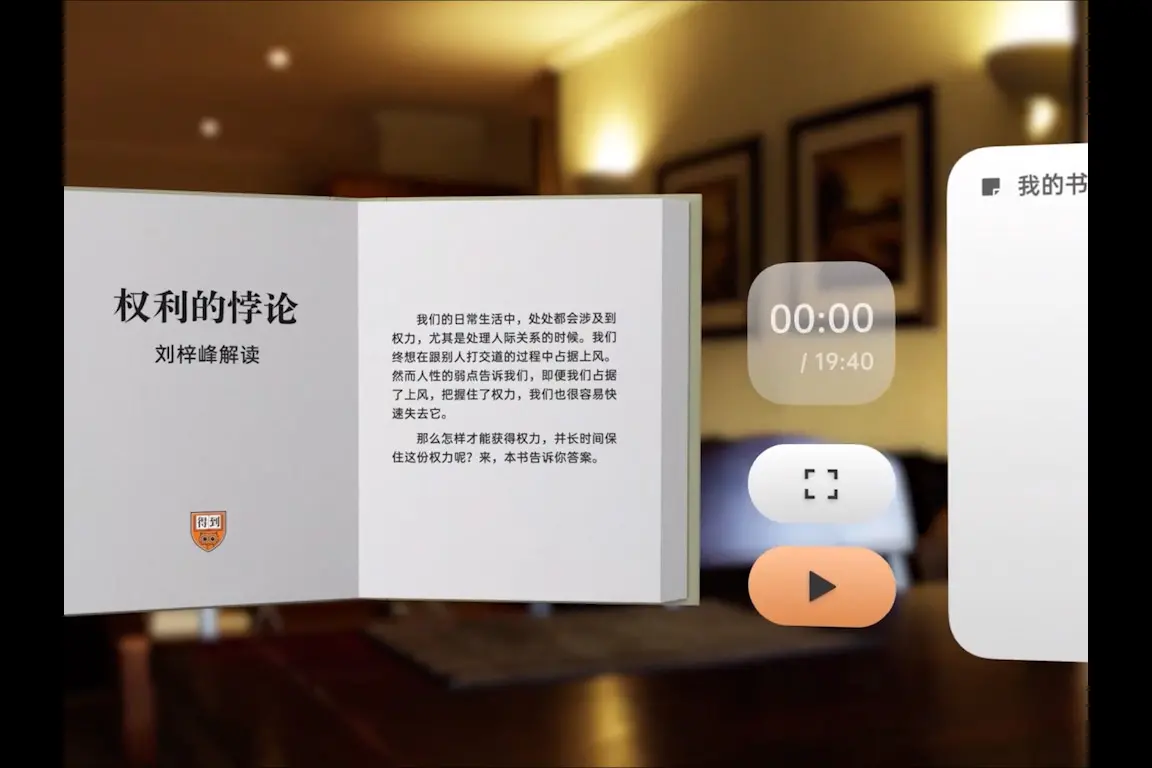 权利的悖论
刘梓峰解读
得到
我们的日常生活中，处处都会涉及到
权力，尤其是处理人际关系的时候。我们
终想在跟别人打交道的过程中占据上风。
然而人性的弱点告诉我们，即便我们占据
了上风，把握住了权力，我们也很容易快
速失去它。
那么怎样才能获得权力，并长时间保
住这份权力呢？来，本书告诉你答案。
00:00
/ 19:40
我的书